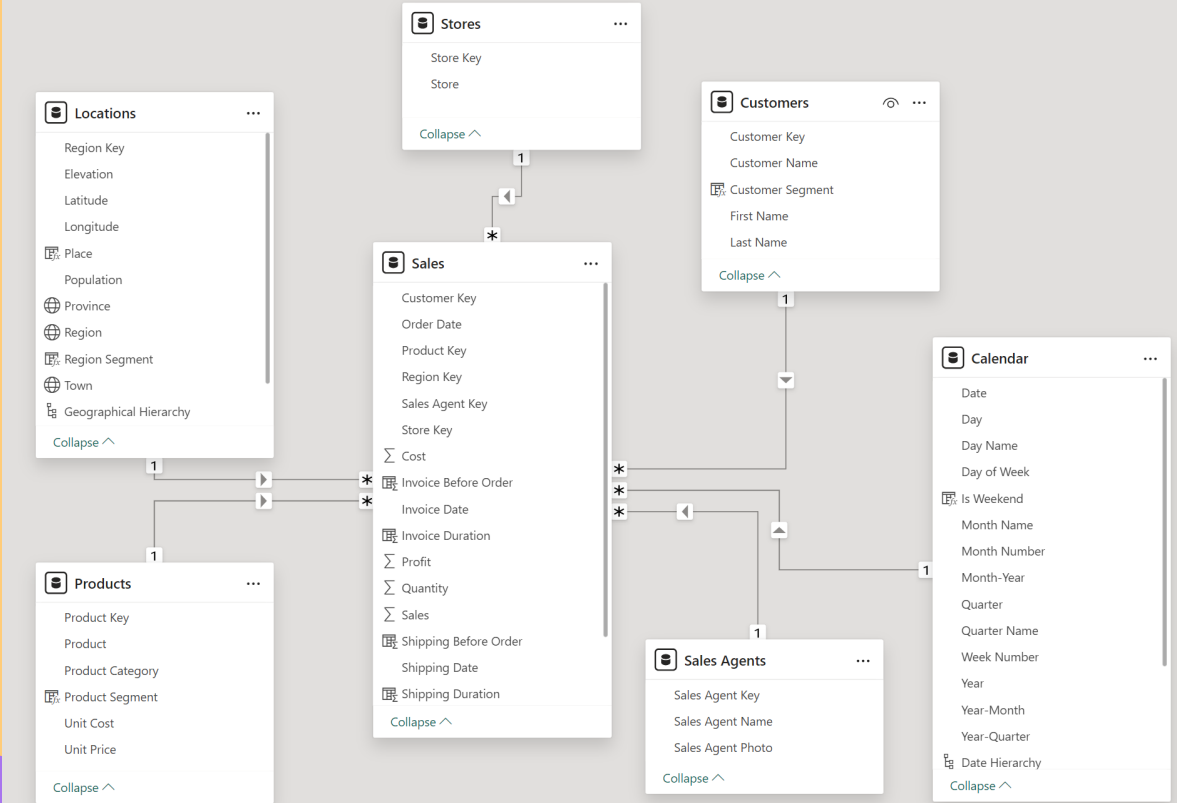 Stores
Store Key
Store
Collapse
1
*
Locations
Region Key
Elevation
Latitude
Longitude
Place
Population
Province
Region
Region Segment
Town
Geographical Hierarchy
Collapse
1
*
Customers
Customer Key
Customer Name
Customer Segment
First Name
Last Name
Collapse
1
*
Sales
Customer Key
Order Date
Product Key
Region Key
Sales Agent Key
Store Key
Cost
Invoice Before Order
Invoice Date
Invoice Duration
Profit
Quantity
Sales
Shipping Before Order
Shipping Date
Shipping Duration
Collapse
Calendar
Date
Day
Day Name
Day of Week
Is Weekend
Month Name
Month Number
Month-Year
Quarter
Quarter Name
Week Number
Year
Year-Month
Year-Quarter
Date Hierarchy
Collapse
1
*
Products
Product Key
Product
Product Category
Product Segment
Unit Cost
Unit Price
Collapse
1
*
Sales Agents
Sales Agent Key
Sales Agent Name
Sales Agent Photo
Collapse
1
*